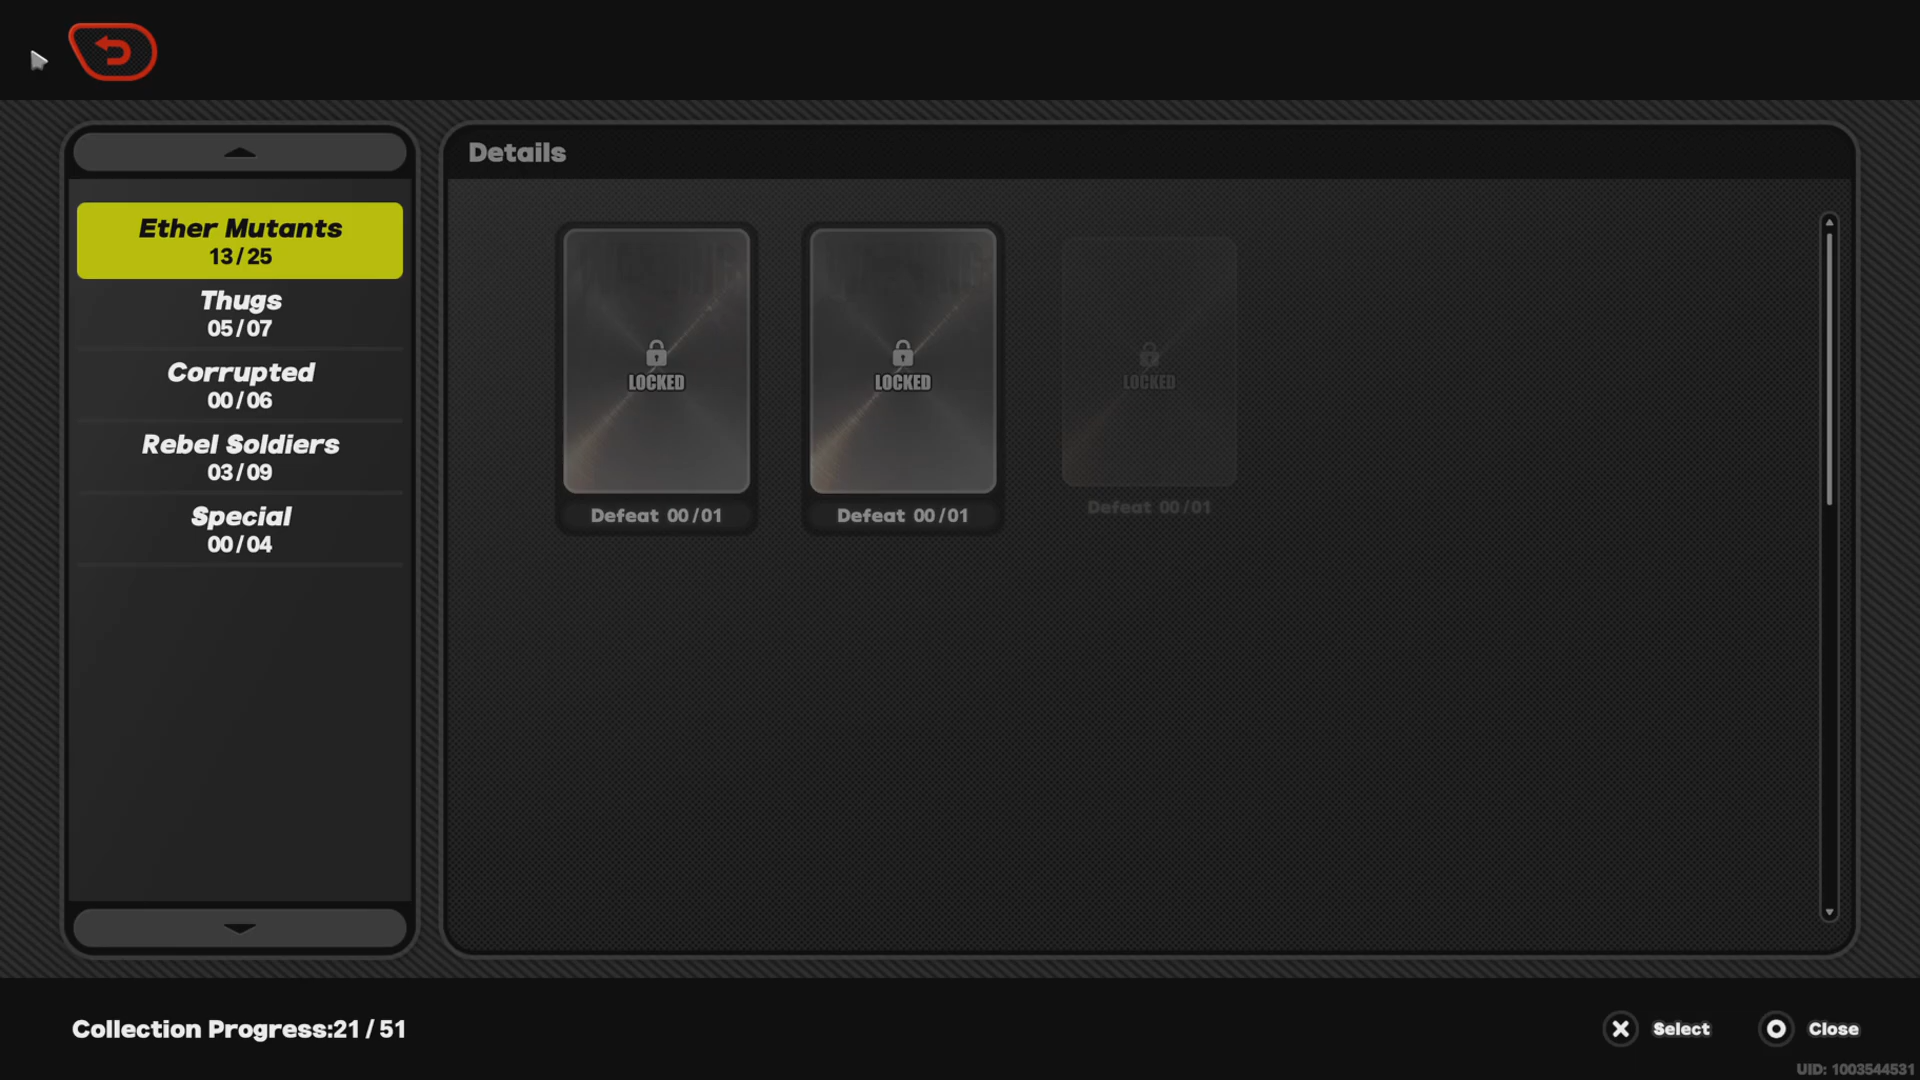 Details
Ether Mutants
13/25
Thugs
05/07
Corrupted
00/06
Rebel Soldiers
03/09
Special
00/04
LOCKED
Defeat 00/01
LOCKED
Defeat 00/01
LOCKED
Defeat 00/01
Collection Progress:21/51
Select
Close
UID: 1003544531